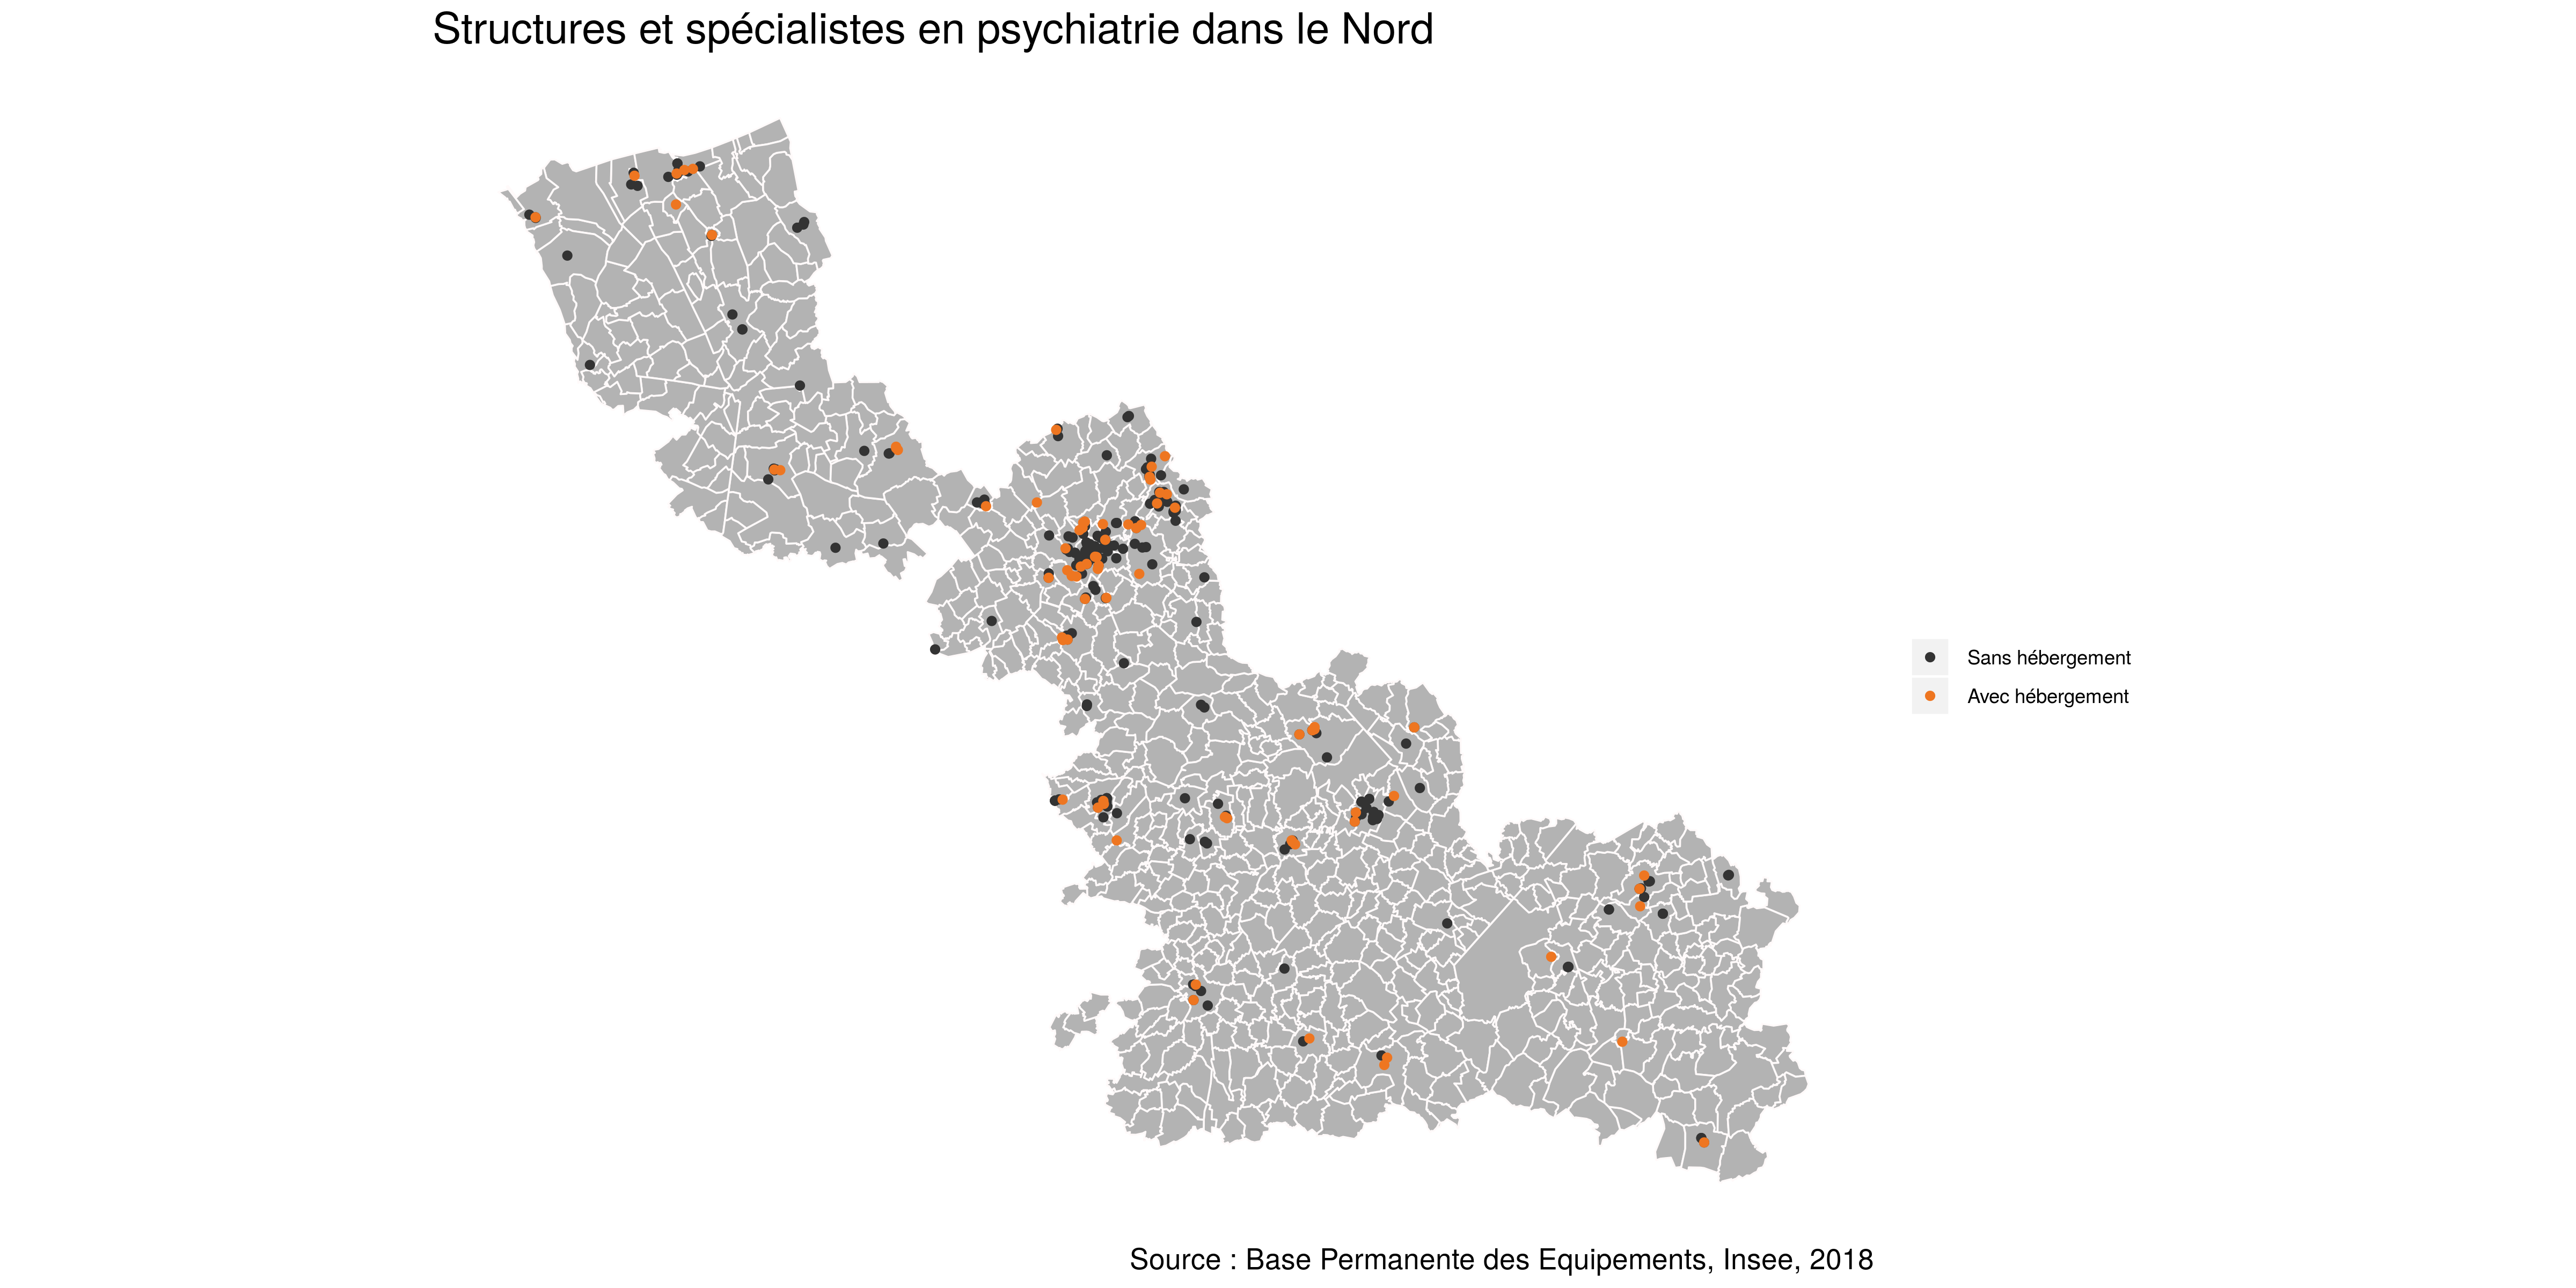 Structures et spécialistes en psychiatrie dans le Nord
Sans hébergement
Avec hébergement
Source : Base Permanente des Equipements, Insee, 2018